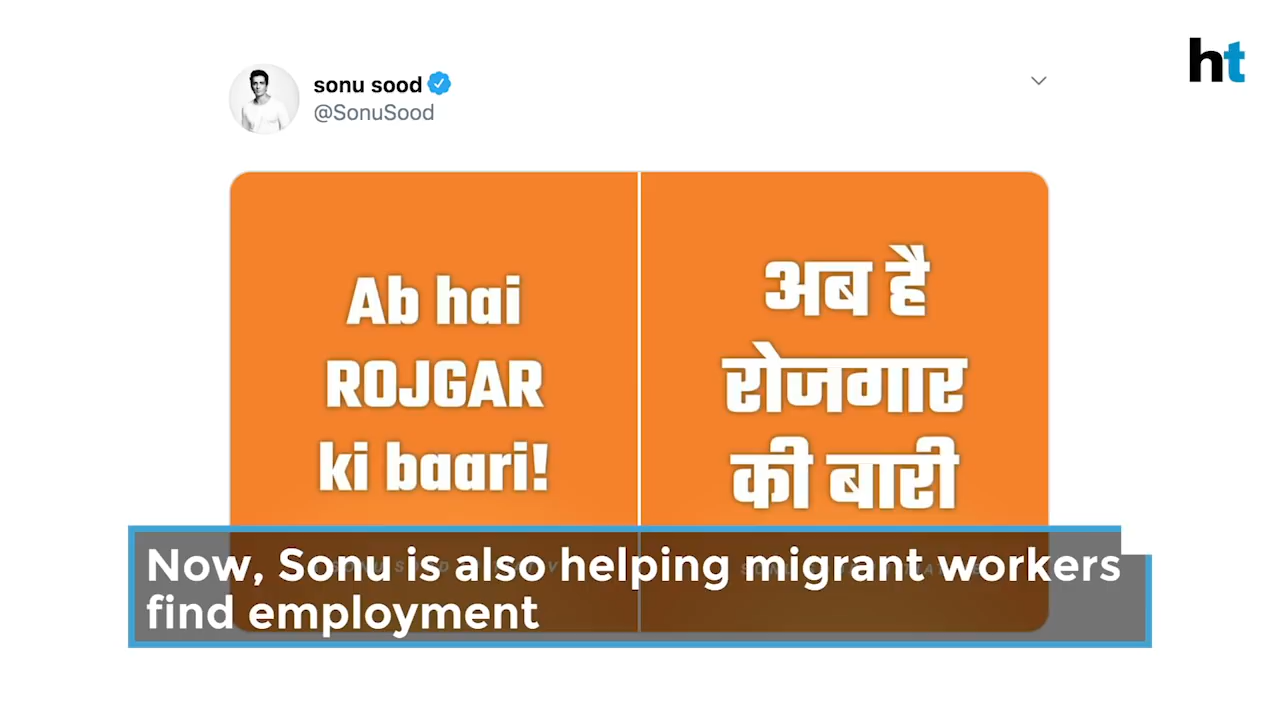 ht
sonu sood
@SonuSood
Ab hai
ROJGAR
ki baari!
अब है
रोजगार
की बारी
Now, Sonu is also helping migrant workers
find employment